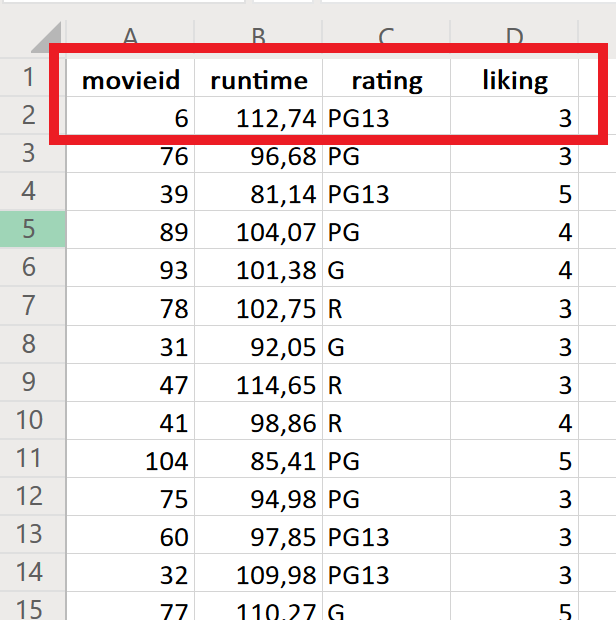 A B C D
1 movieid runtime rating liking
2 6 112,74 PG13 3
3 76 96,68 PG 3
4 39 81,14 PG13 5
5 89 104,07 PG 4
6 93 101,38 G 4
7 78 102,75 R 3
8 31 92,05 G 3
9 47 114,65 R 3
10 41 98,86 R 4
11 104 85,41 PG 5
12 75 94,98 PG 3
13 60 97,85 PG13 3
14 32 109,98 PG13 3
15 77 110,27 G 5